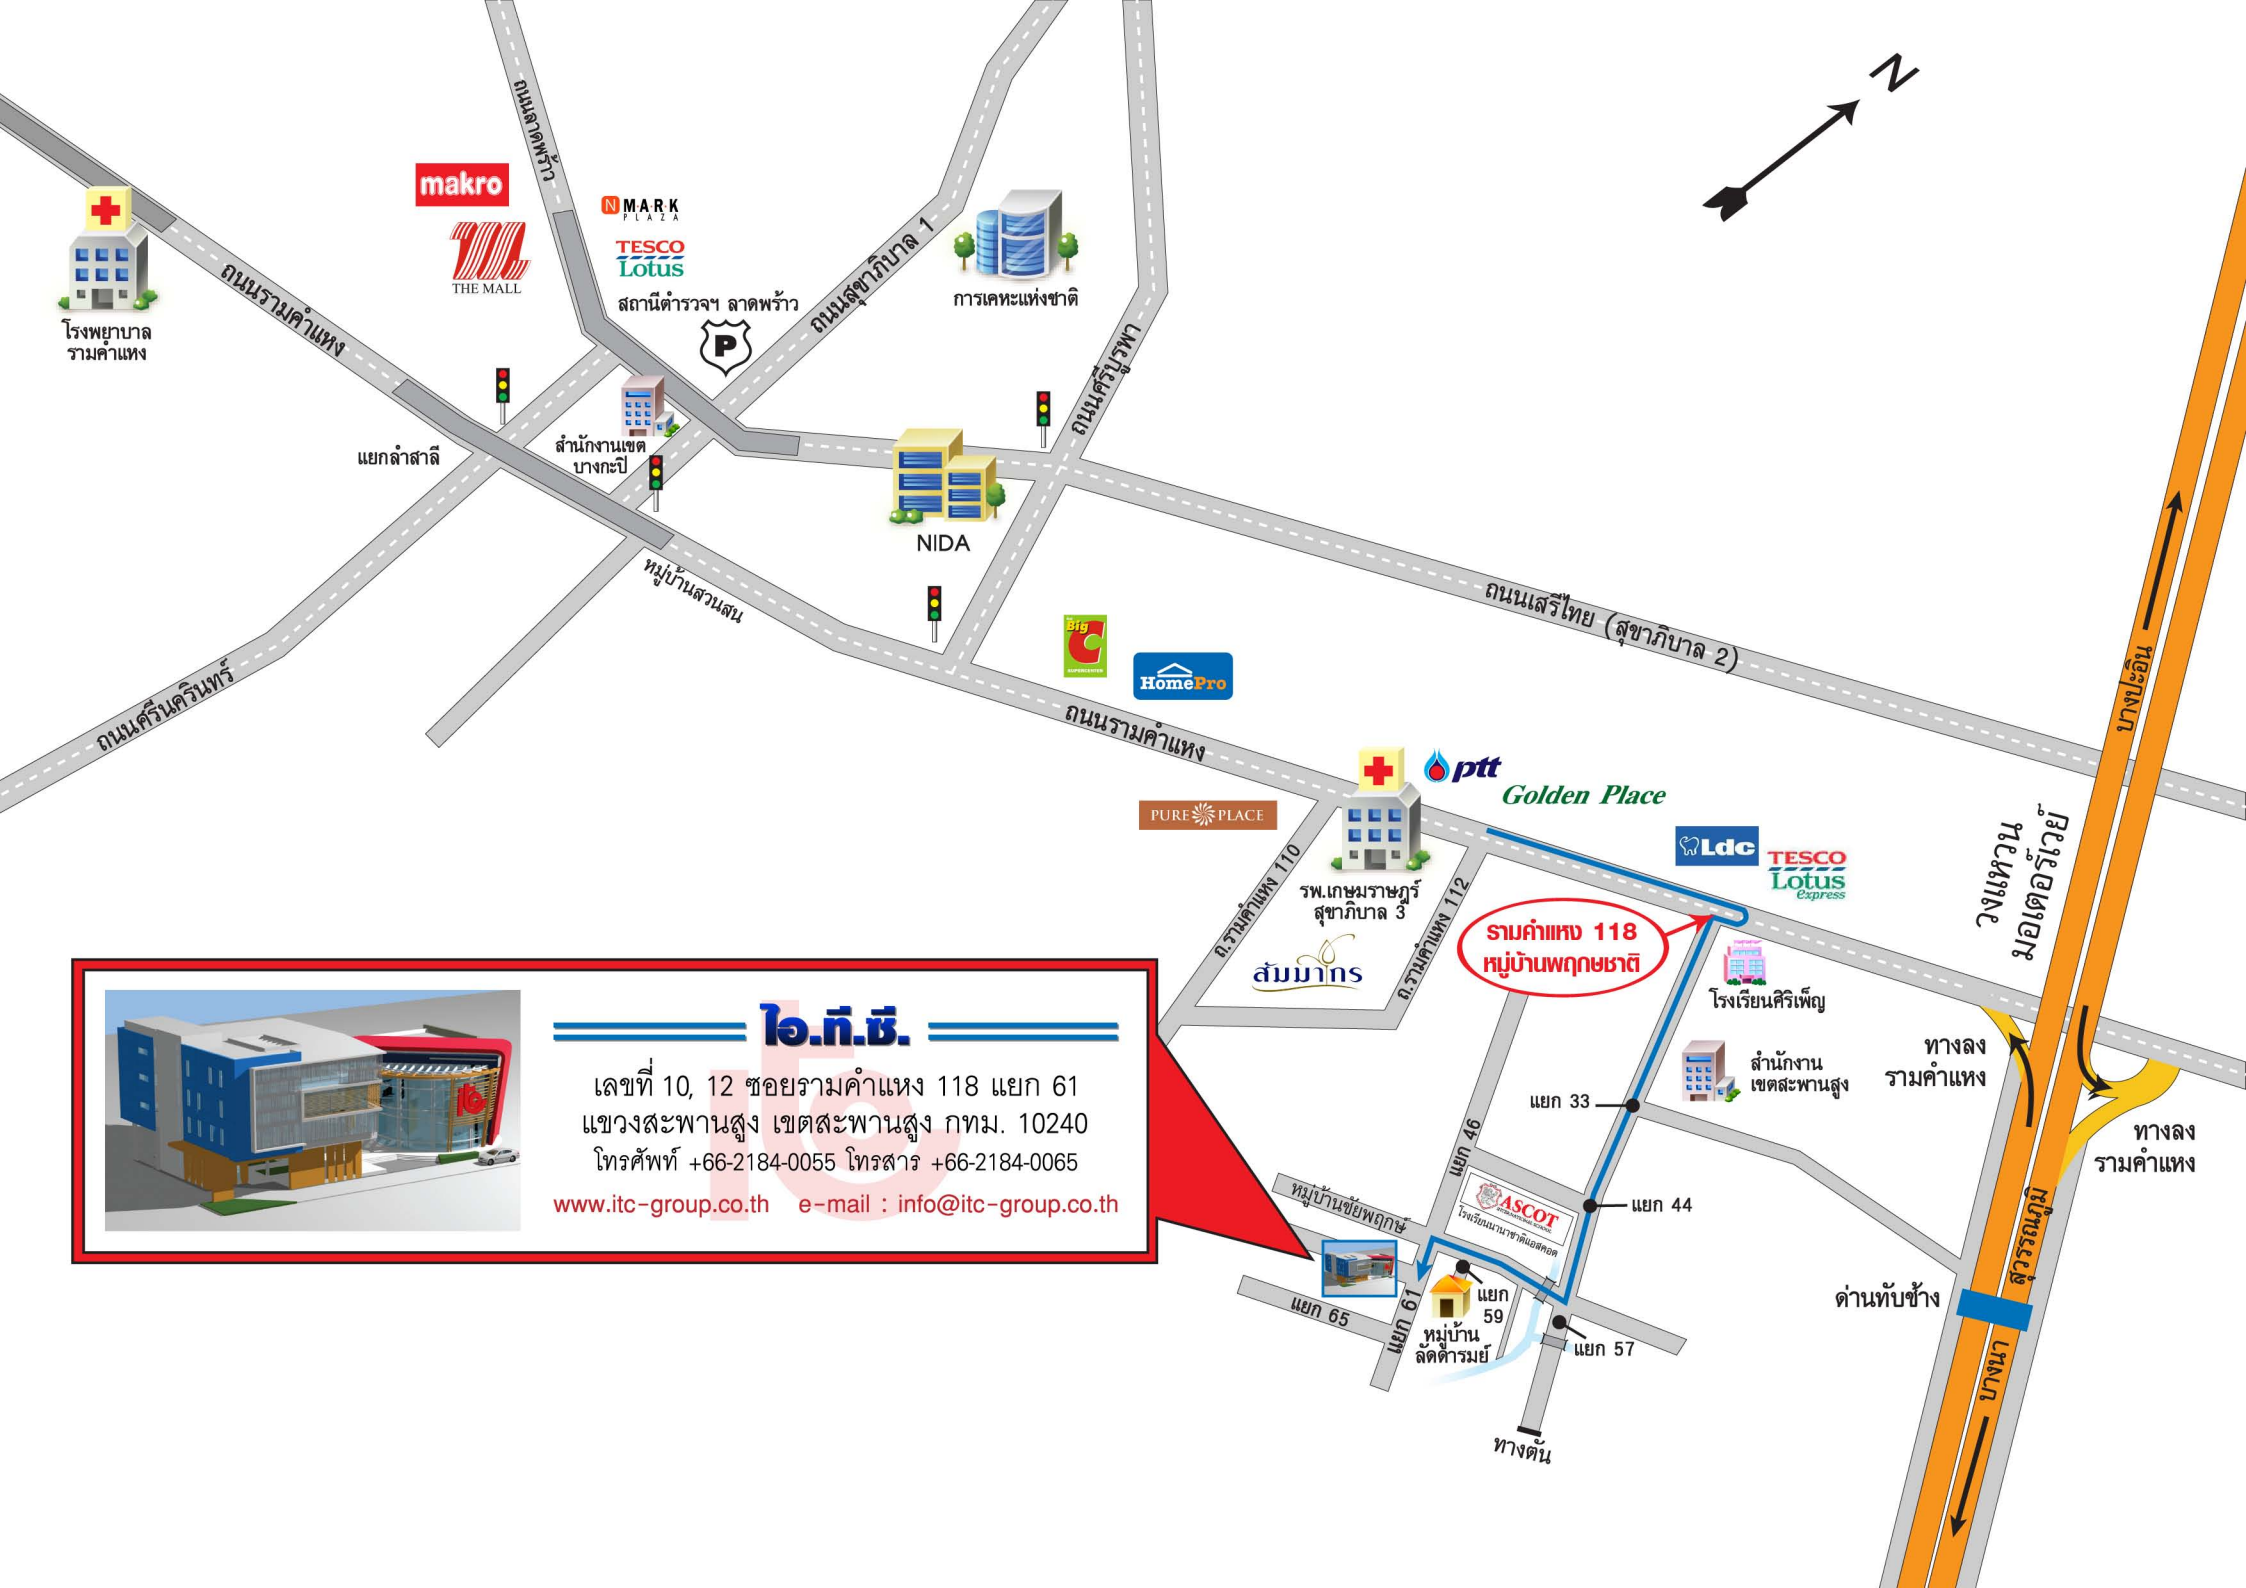 N
ถนนลาดพร้าว
makro
THE MALL
N MARK
PLAZA
TESCO
Lotus
สถานีตำรวจฯ ลาดพร้าว
P
ถนนสุขาภิบาล 1
การเคหะแห่งชาติ
ถนนศรีบูรพา
โรงพยาบาล
รามคำแหง
ถนนรามคำแหง
แยกลำสาลี
สำนักงานเขต
บางกะปิ
NIDA
หมู่บ้านสวนสน
ถนนศรีนครินทร์
ถนนเสรีไทย (สุขาภิบาล 2)
Big
C
SUPERCENTER
HomePro
ถนนรามคำแหง
บางปะอิน
PURE PLACE
ptt
Golden Place
Ldc
TESCO
Lotus
express
วงแหวน
มอเตอร์เวย์
ถ.รามคำแหง 110
รพ.เกษมราษฎร์
สุขาภิบาล 3
ถ.รามคำแหง 112
สัมมากร
รามคำแหง 118
หมู่บ้านพฤกษชาติ
โรงเรียนศิริเพ็ญ
สำนักงาน
เขตสะพานสูง
ทางลง
รามคำแหง
ทางลง
รามคำแหง
แยก 33
แยก 46
แยก 44
ASCOT
INTERNATIONAL SCHOOL
โรงเรียนนานาชาติแอสคอต
หมู่บ้านชัยพฤกษ์
แยก 65
แยก 61
แยก
59
หมู่บ้าน
ลัดดารมย์
แยก 57
ทางตัน
สุวรรณภูมิ
ด่านทับช้าง
บางนา
itc
ไอ.ที.ซี.
เลขที่ 10, 12 ซอยรามคำแหง 118 แยก 61
แขวงสะพานสูง เขตสะพานสูง กทม. 10240
โทรศัพท์ +66-2184-0055 โทรสาร +66-2184-0065
www.itc-group.co.th e-mail : info@itc-group.co.th